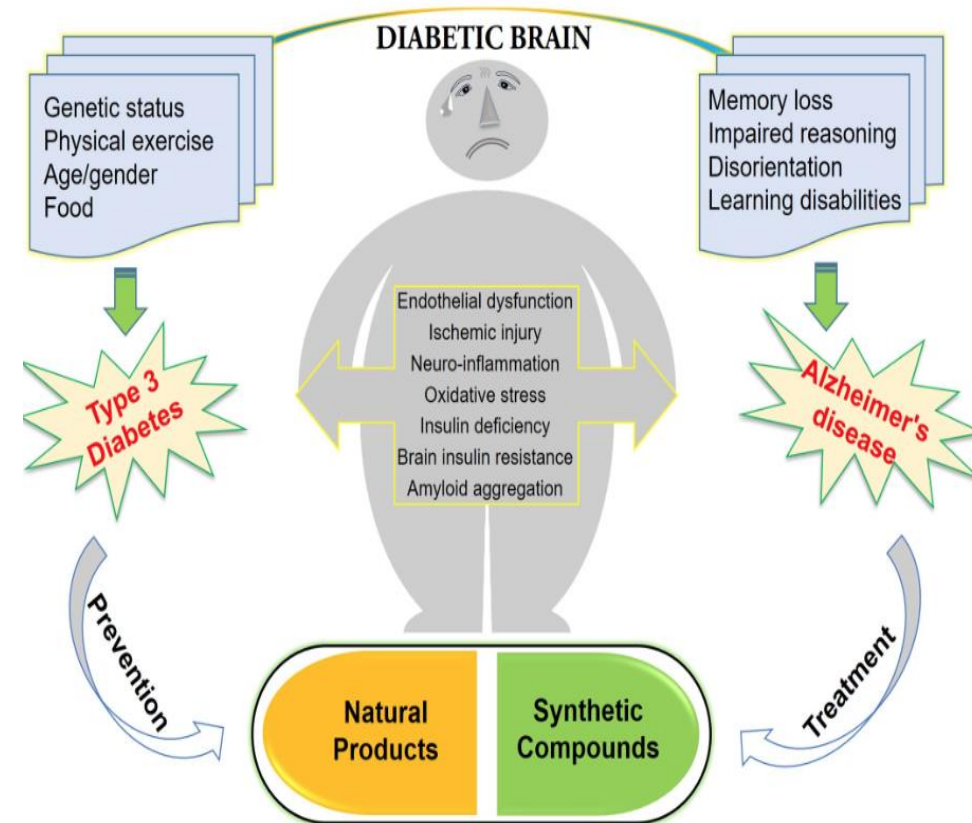 DIABETIC BRAIN
Genetic status
Physical exercise
Age/gender
Food
Memory loss
Impaired reasoning
Disorientation
Learning disabilities
Endothelial dysfunction
Ischemic injury
Neuro-inflammation
Oxidative stress
Insulin deficiency
Brain insulin resistance
Amyloid aggregation
Type 3
Diabetes
Alzheimer's
disease
Prevention
Treatment
Natural
Products
Synthetic
Compounds